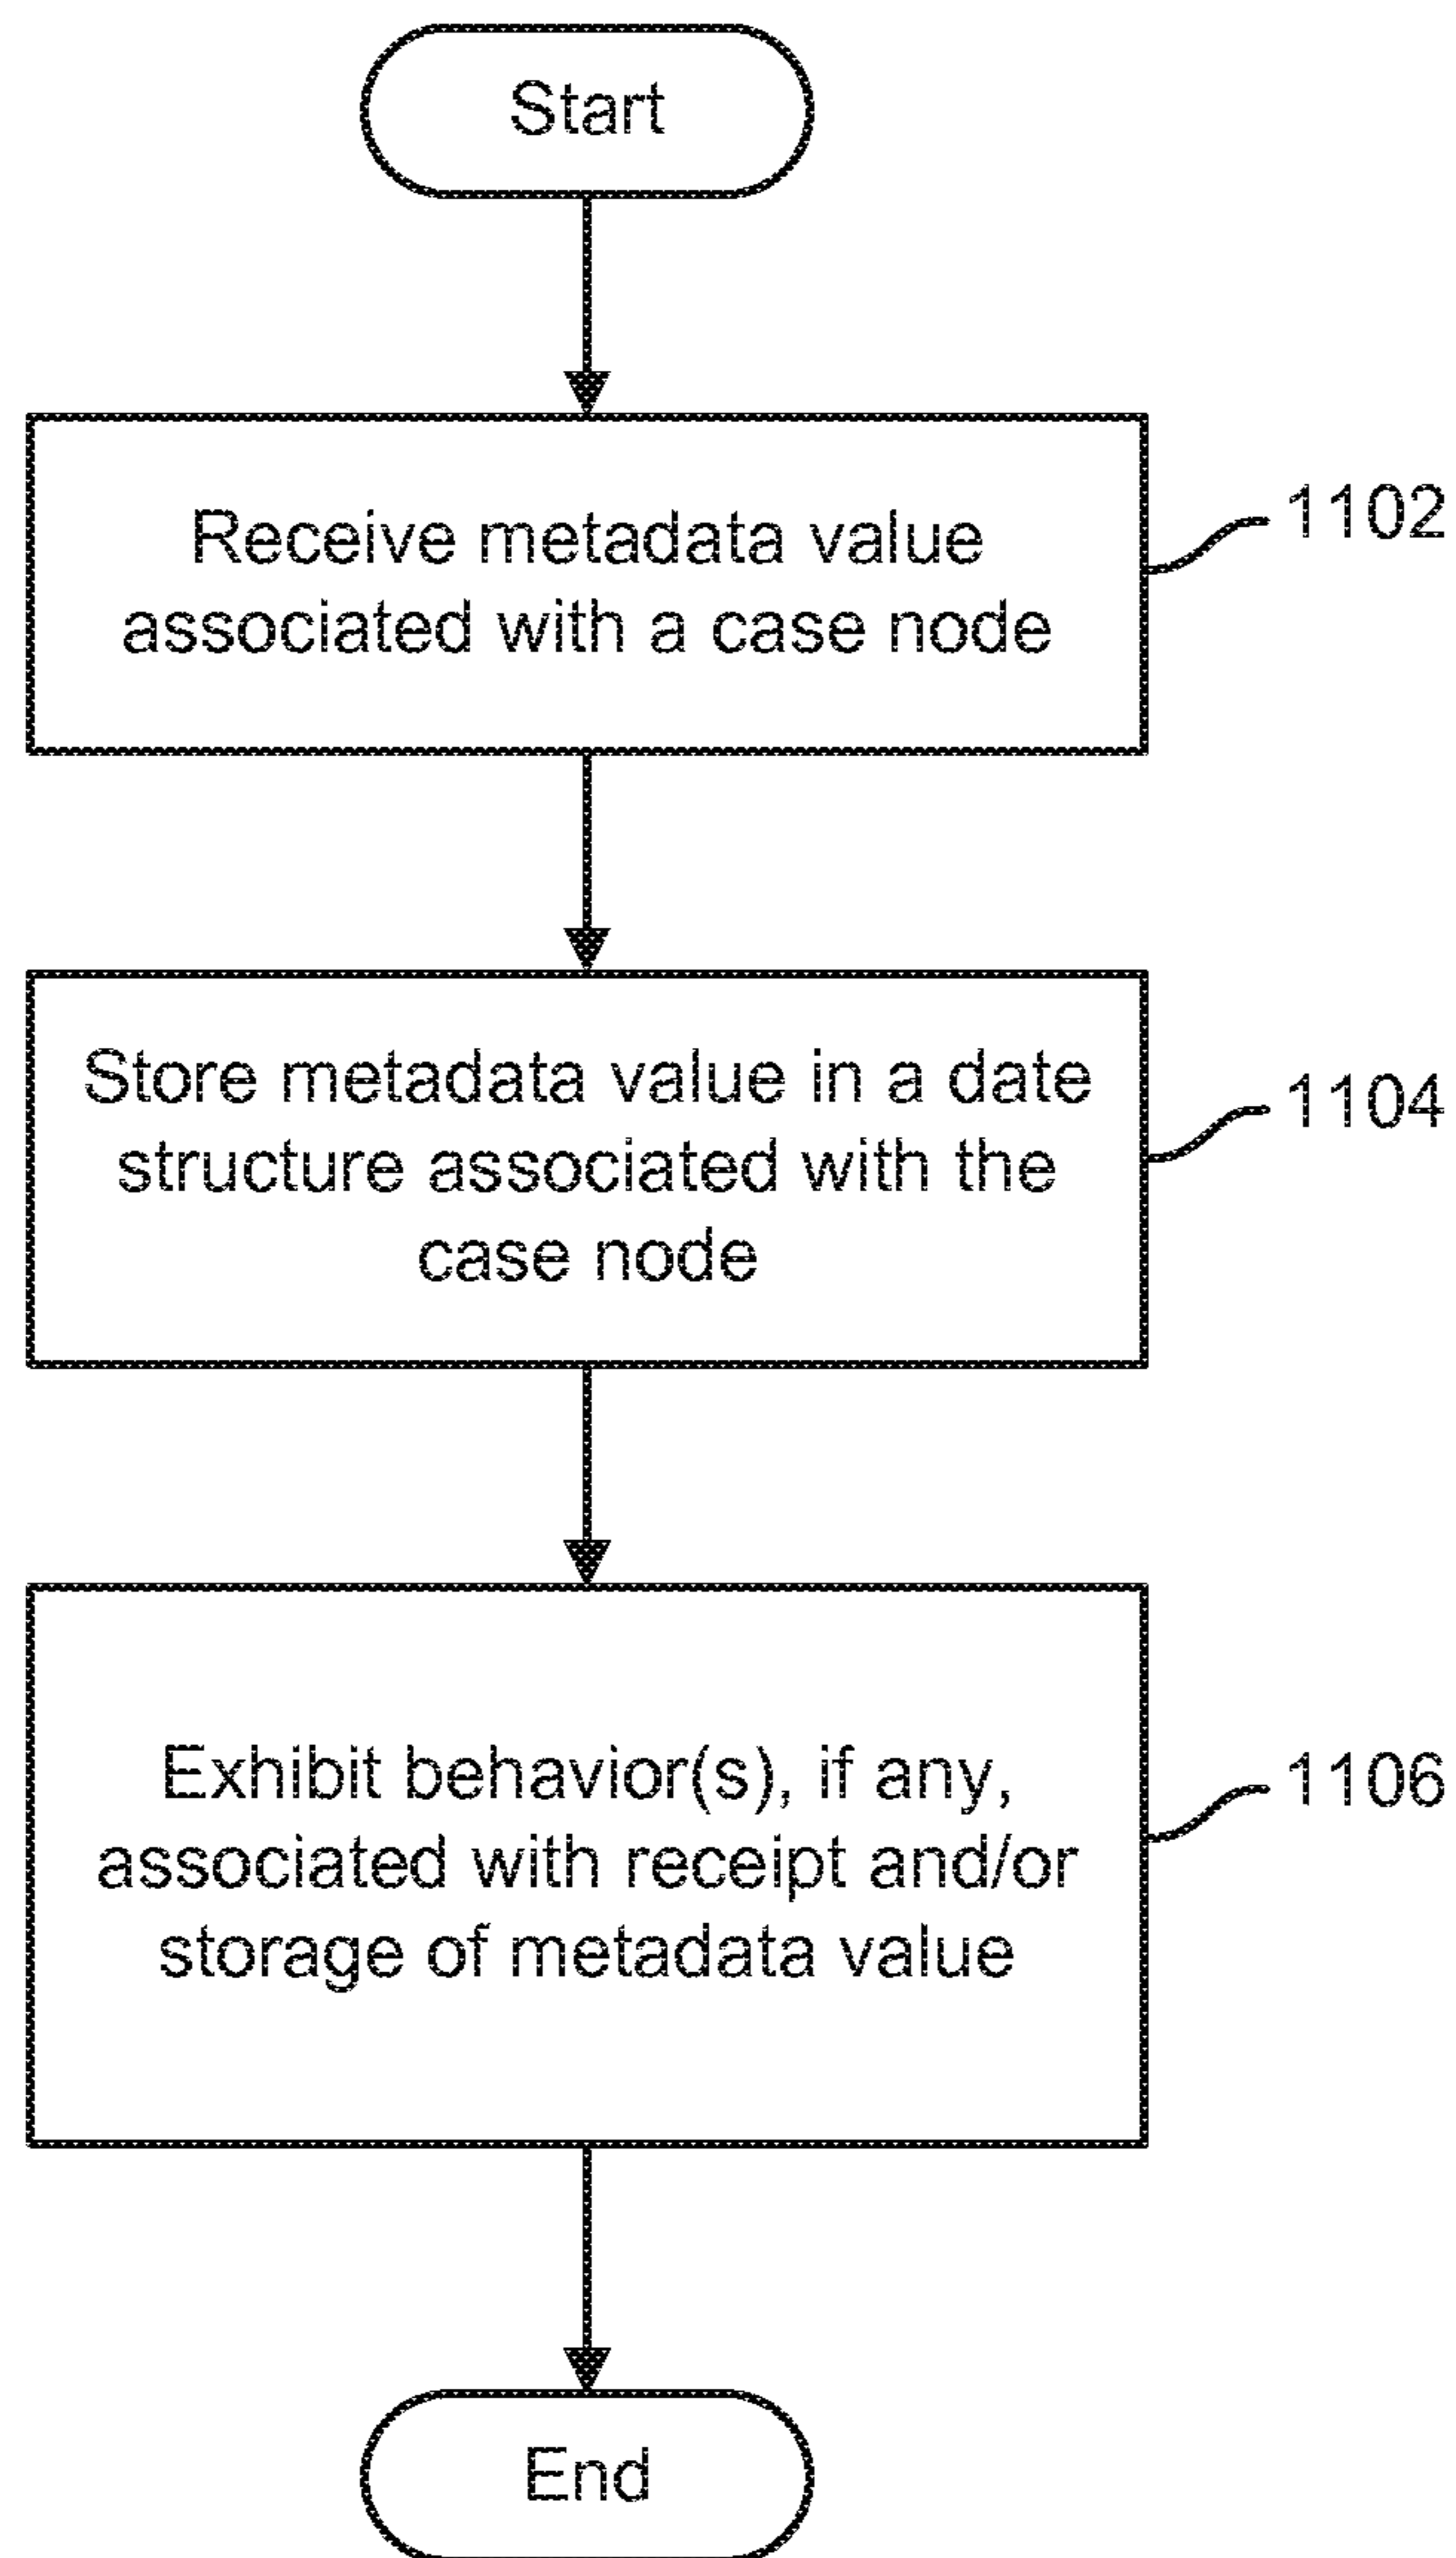 Start
Receive metadata value
associated with a case node
1102
Store metadata value in a date
structure associated with the
case node
1104
Exhibit behavior(s), if any,
associated with receipt and/or
storage of metadata value
1106
End